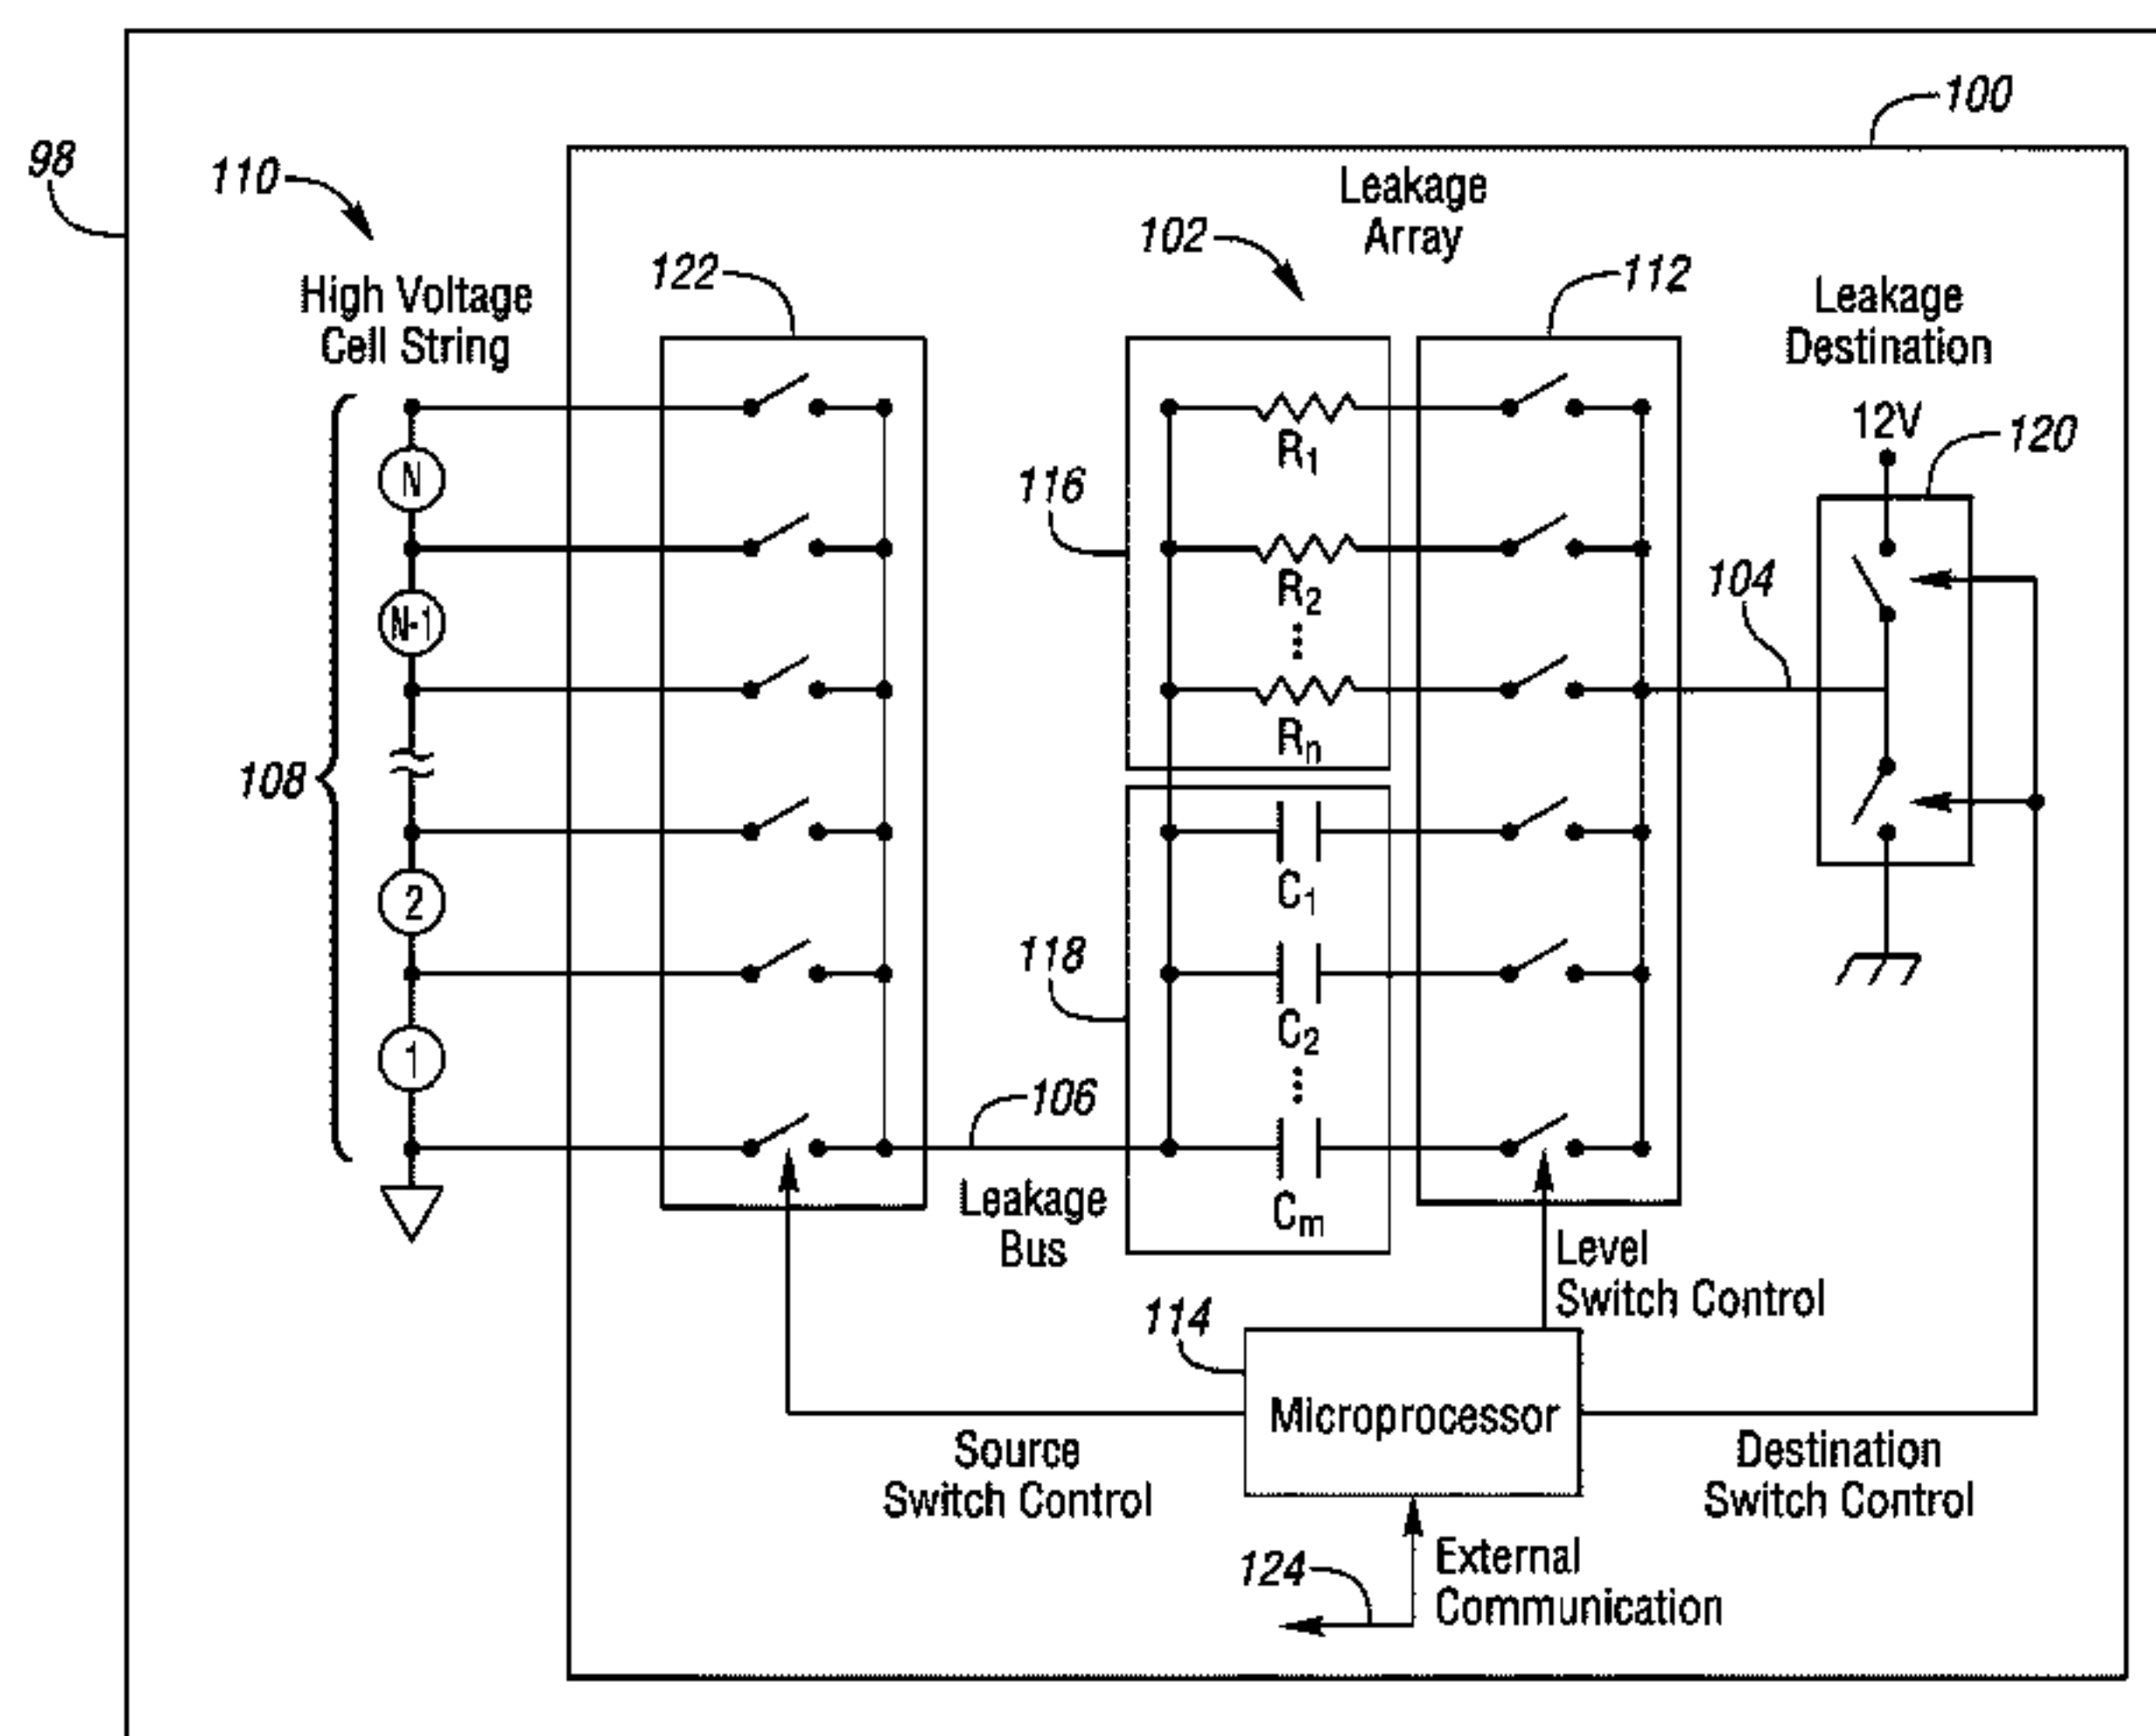 100
98
110
Leakage
Array
102
122
112
High Voltage
Cell String
Leakage
Destination
12V
120
N
R1
116
R2
⋮
104
N-1
Rn
108
C1
2
118
C2
⋮
1
106
Cm
Leakage
Bus
Level
Switch Control
114
Microprocessor
Source
Switch Control
Destination
Switch Control
124
External
Communication